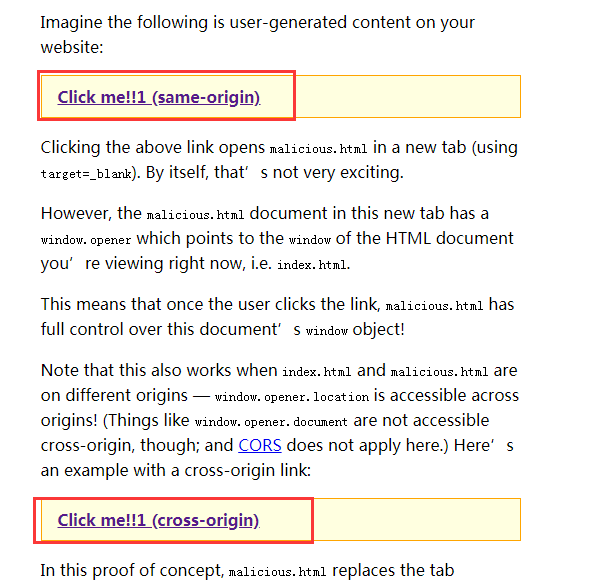 Imagine the following is user-generated content on your
website:
Click me!!1 (same-origin)
Clicking the above link opens malicious.html in a new tab (using
target=_blank). By itself, that's not very exciting.
However, the malicious.html document in this new tab has a
window.opener which points to the window of the HTML document
you're viewing right now, i.e. index.html.
This means that once the user clicks the link, malicious.html has
full control over this document's window object!
Note that this also works when index.html and malicious.html are
on different origins — window.opener.location is accessible across
origins! (Things like window.opener.document are not accessible
cross-origin, though; and CORS does not apply here.) Here's
an example with a cross-origin link:
Click me!!1 (cross-origin)
In this proof of concept, malicious.html replaces the tab